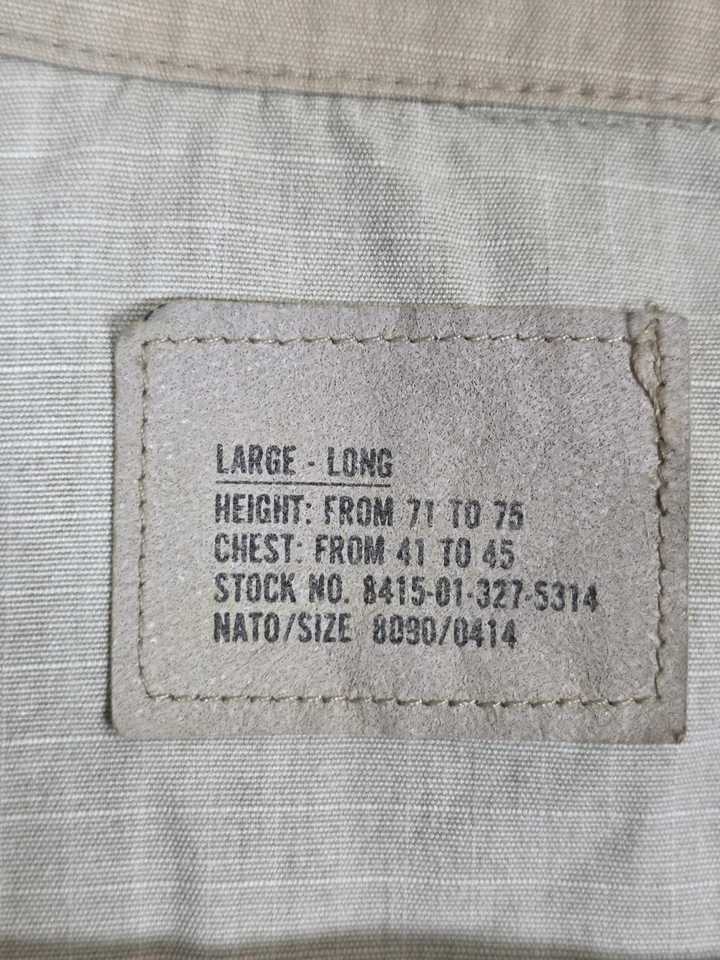 LARGE - LONG
HEIGHT: FROM 71 TO 75
CHEST: FROM 41 TO 45
STOCK NO. 8415-01-327-5314
NATO/SIZE 8090/0414